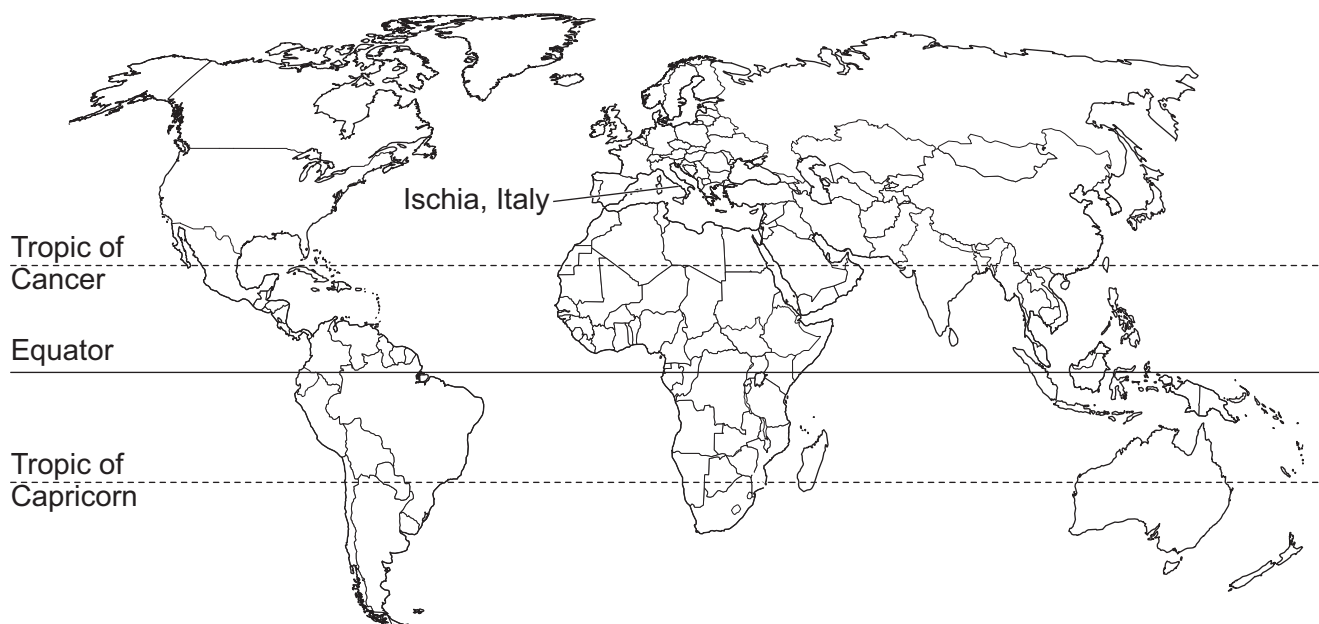 Ischia, Italy
Tropic of
Cancer
Equator
Tropic of
Capricorn